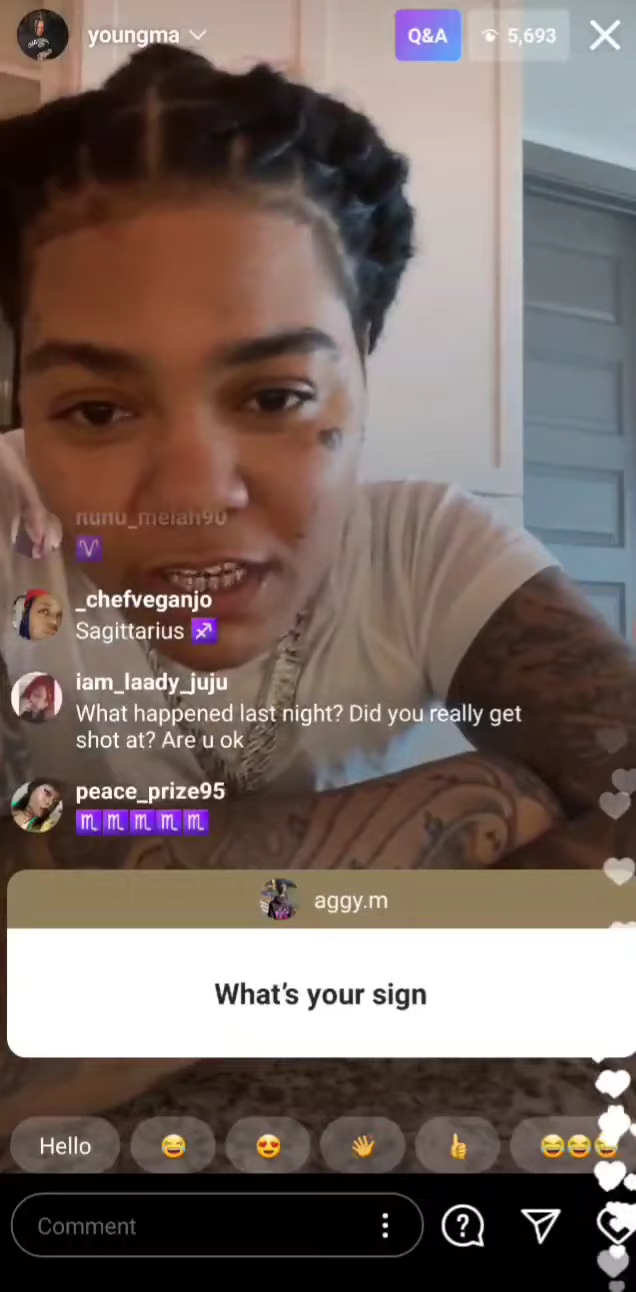 youngma
Q&A
5,693
nunu_melah90
♈
_chefveganjo
Sagittarius ♐
iam_laady_juju
What happened last night? Did you really get
shot at? Are u ok
peace_prize95
♏♏♏♏♏
aggy.m
What's your sign
Hello
Comment